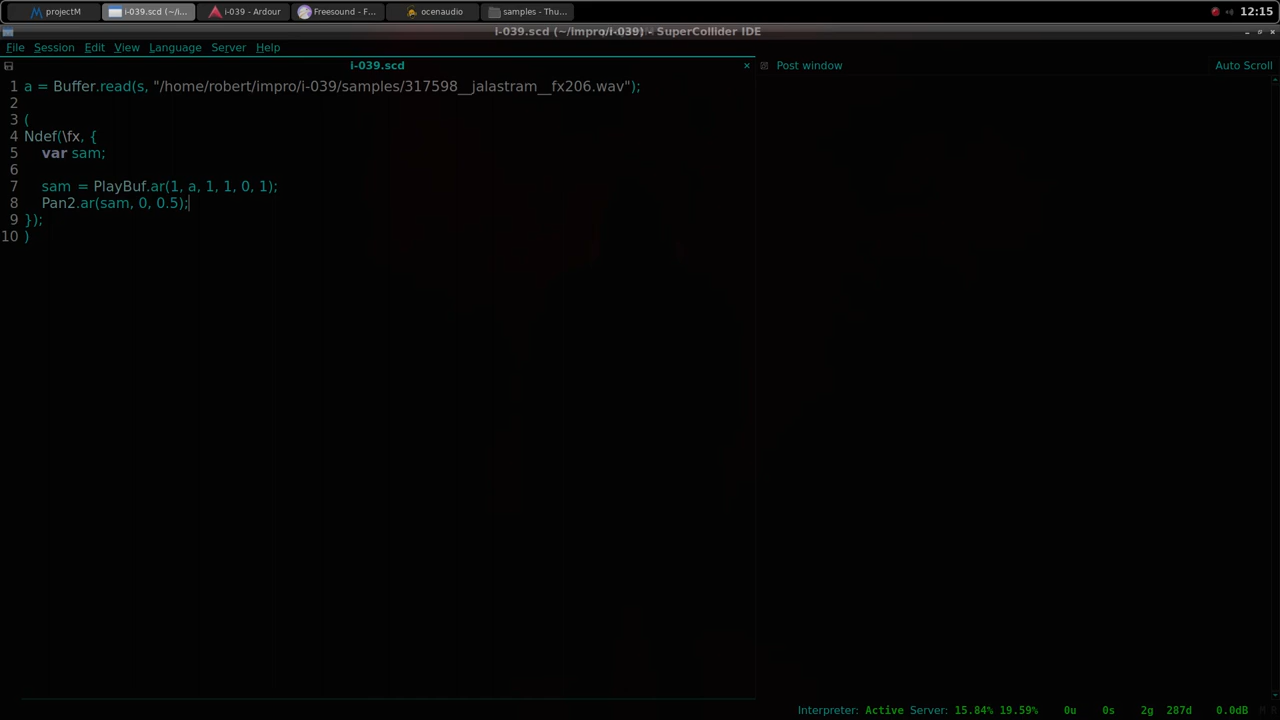 projectM
i-039.scd (~/i...
i-039 - Ardour
Freesound - F...
ocenaudio
samples - Thu...
12:15
i-039.scd (~/impro/i-039) - SuperCollider IDE
File Session Edit View Language Server Help
i-039.scd
Post window
Auto Scroll
1 a = Buffer.read(s, "/home/robert/impro/i-039/samples/317598__jalastram__fx206.wav");
2
3 (
4 Ndef(\fx, {
5 var sam;
6
7 sam = PlayBuf.ar(1, a, 1, 1, 0, 1);
8 Pan2.ar(sam, 0, 0.5);
9 });
10 )
Interpreter: Active Server: 15.84% 19.59% 0u 0s 2g 287d 0.0dB